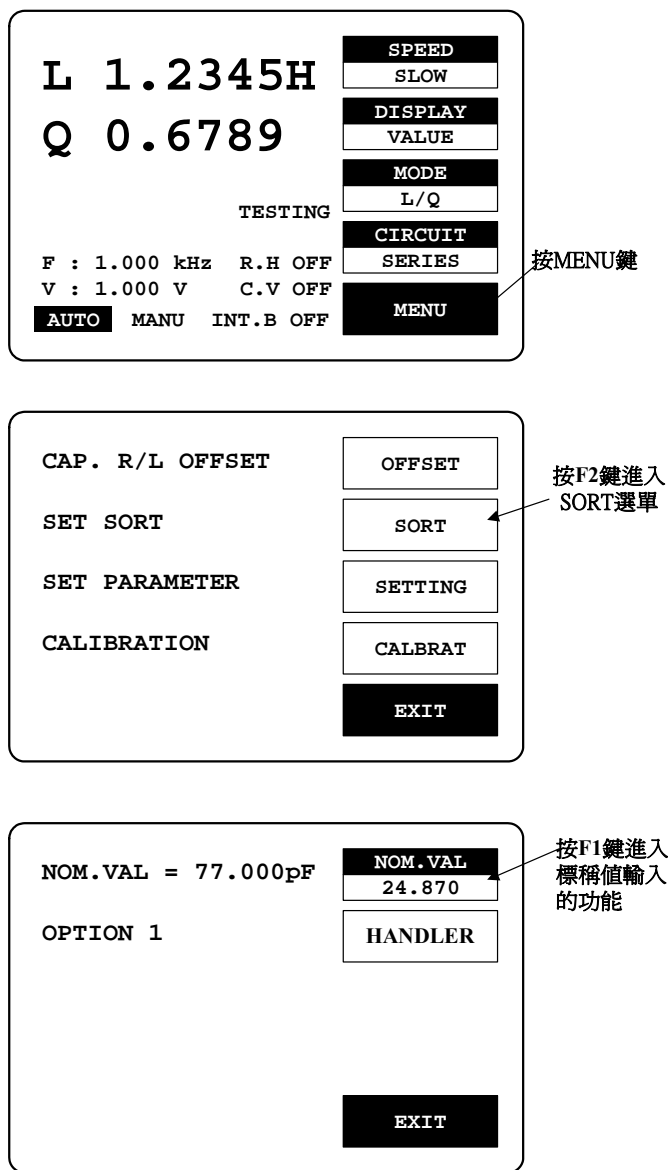 L 1.2345H
Q 0.6789
TESTING
F : 1.000 kHz R.H OFF
V : 1.000 V C.V OFF
AUTO MANU INT.B OFF
SPEED
SLOW
DISPLAY
VALUE
MODE
L/Q
CIRCUIT
SERIES
MENU
按MENU鍵
CAP. R/L OFFSET
OFFSET
SET SORT
SORT
SET PARAMETER
SETTING
CALIBRATION
CALBRAT
EXIT
按F2鍵進入
SORT選單
NOM.VAL = 77.000pF
NOM.VAL
24.870
OPTION 1
HANDLER
EXIT
按F1鍵進入
標稱值輸入
的功能